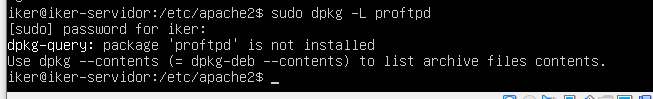 iker@iker-servidor:/etc/apache2$ sudo dpkg -L proftpd
[sudo] password for iker:
dpkg-query: package 'proftpd' is not installed
Use dpkg --contents (= dpkg-deb --contents) to list archive files contents.
iker@iker-servidor:/etc/apache2$ _